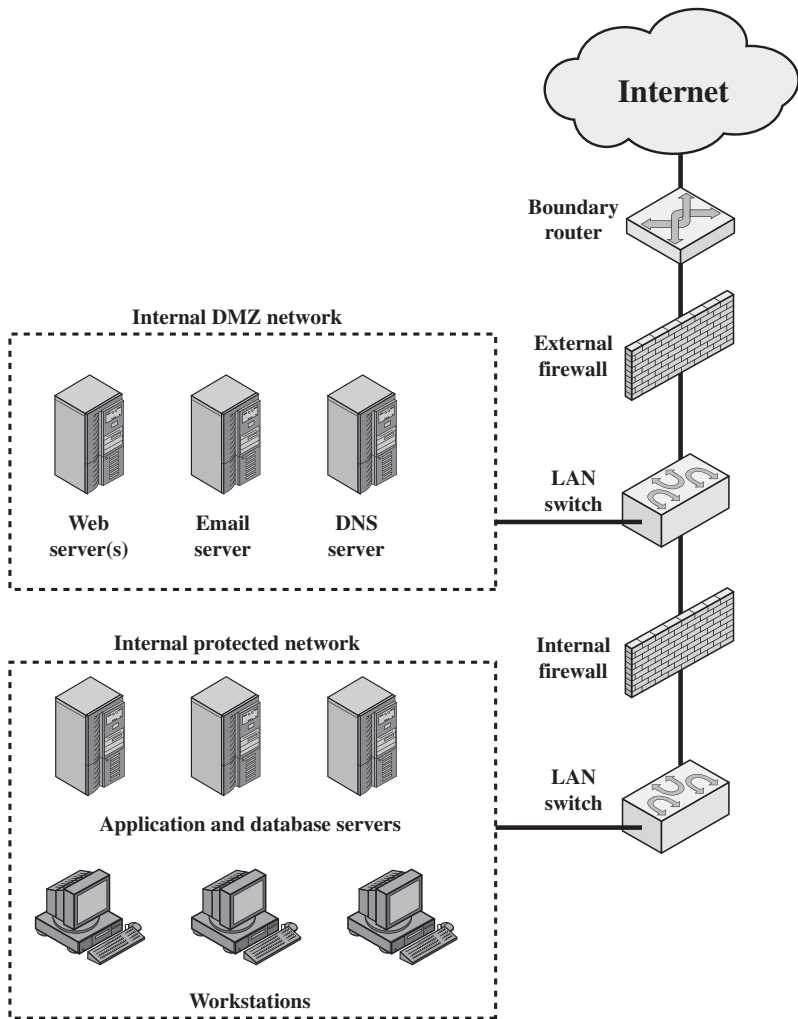 Internet
Boundary
router
External
firewall
Internal DMZ network
Web
server(s)
Email
server
DNS
server
LAN
switch
Internal
firewall
Internal protected network
Application and database servers
LAN
switch
Workstations